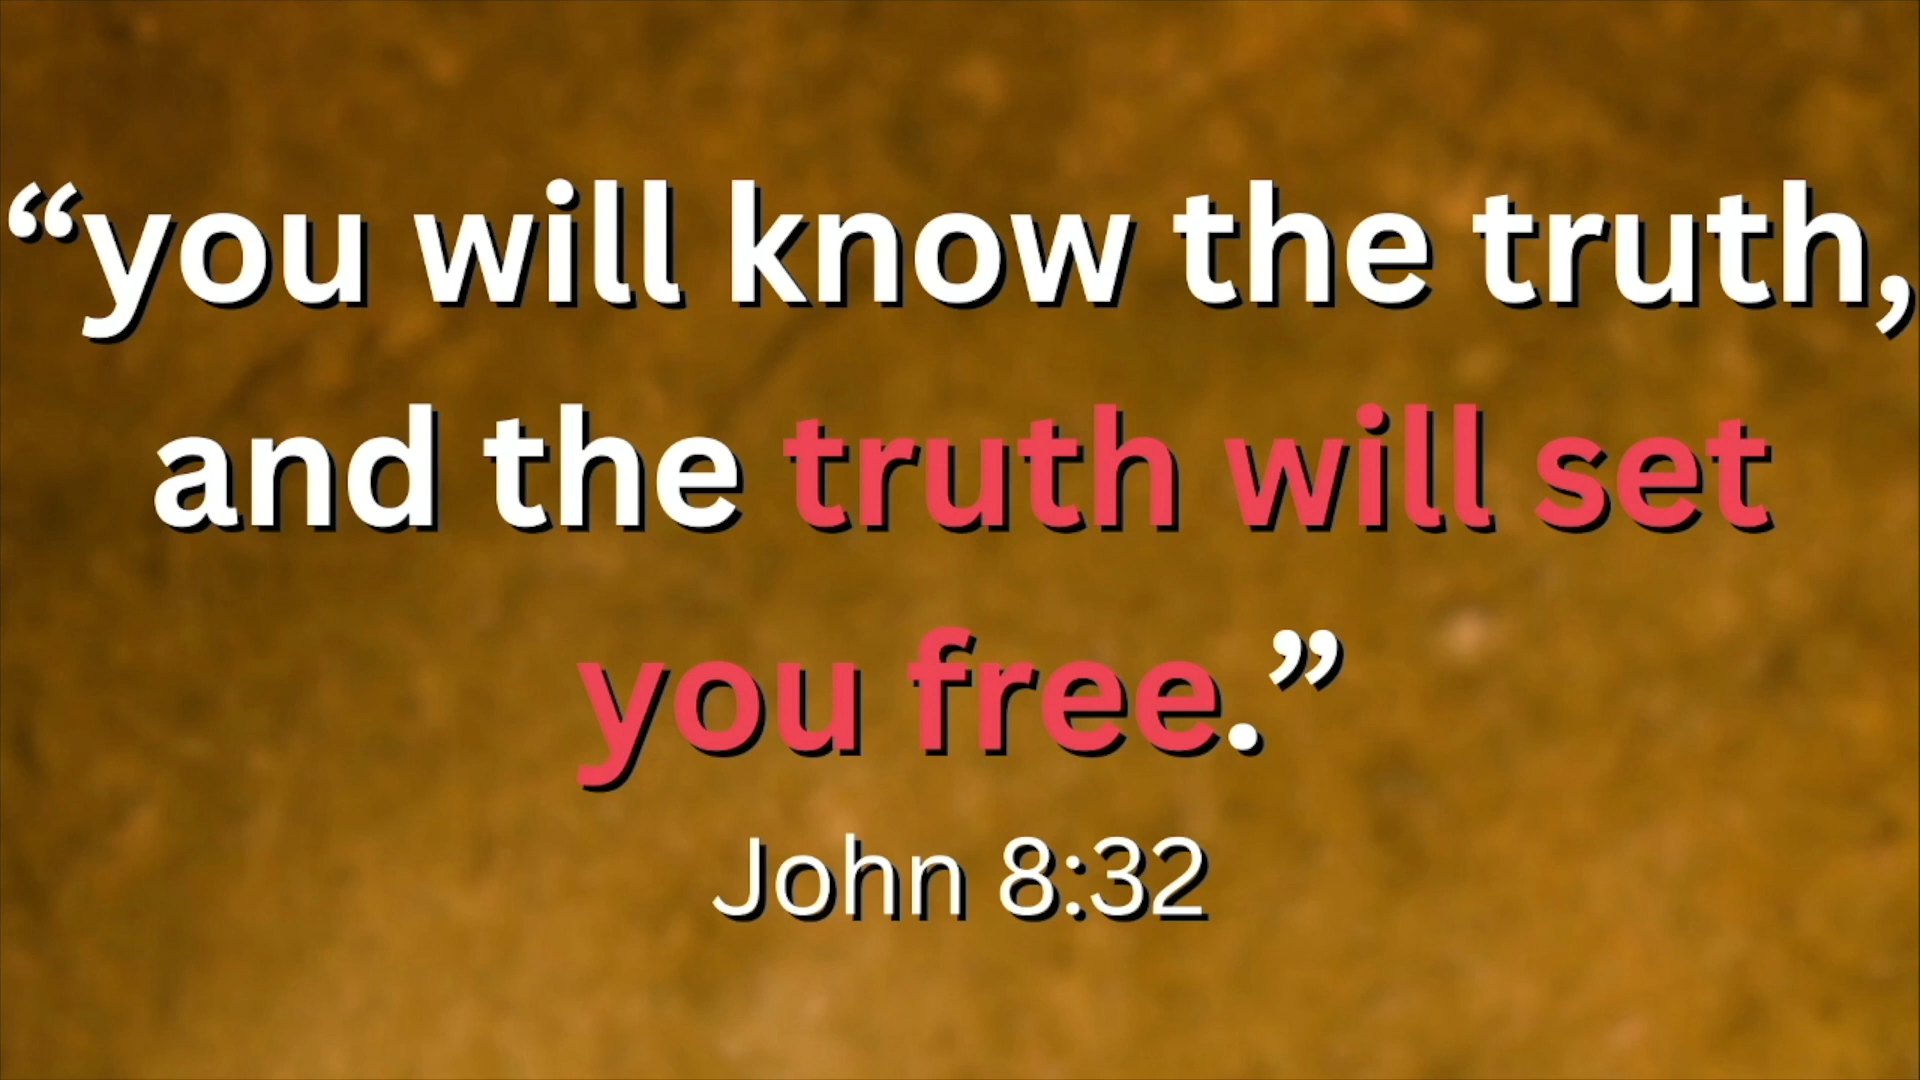 “you will know the truth,
and the truth will set
you free.”
John 8:32